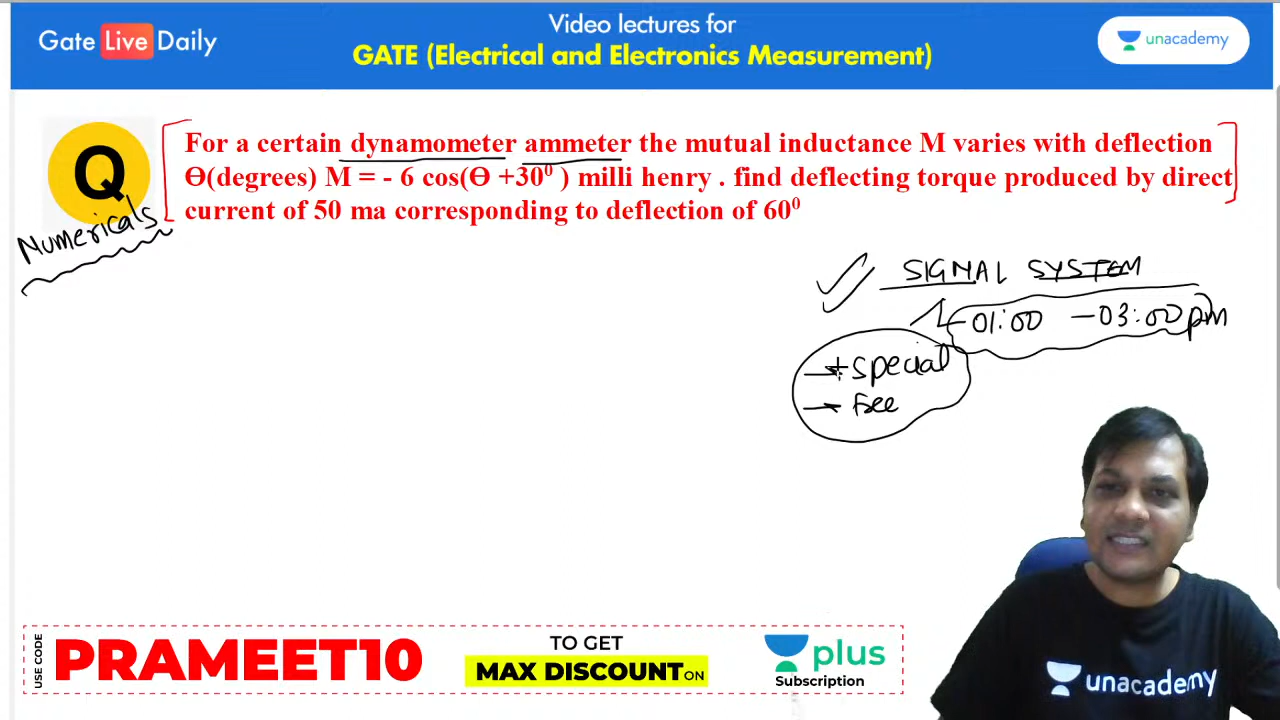 Gate Live Daily
Video lectures for
GATE (Electrical and Electronics Measurement)
unacademy
Q
For a certain dynamometer ammeter the mutual inductance M varies with deflection
Ɵ(degrees) M = - 6 cos(Ɵ +30⁰ ) milli henry . find deflecting torque produced by direct
current of 50 ma corresponding to deflection of 60⁰
Numericals
SIGNAL SYSTEM
01:00 - 03:00 pm
+ Special
Free
USE CODE
PRAMEET10
TO GET
MAX DISCOUNT ON
plus
Subscription
unacademy